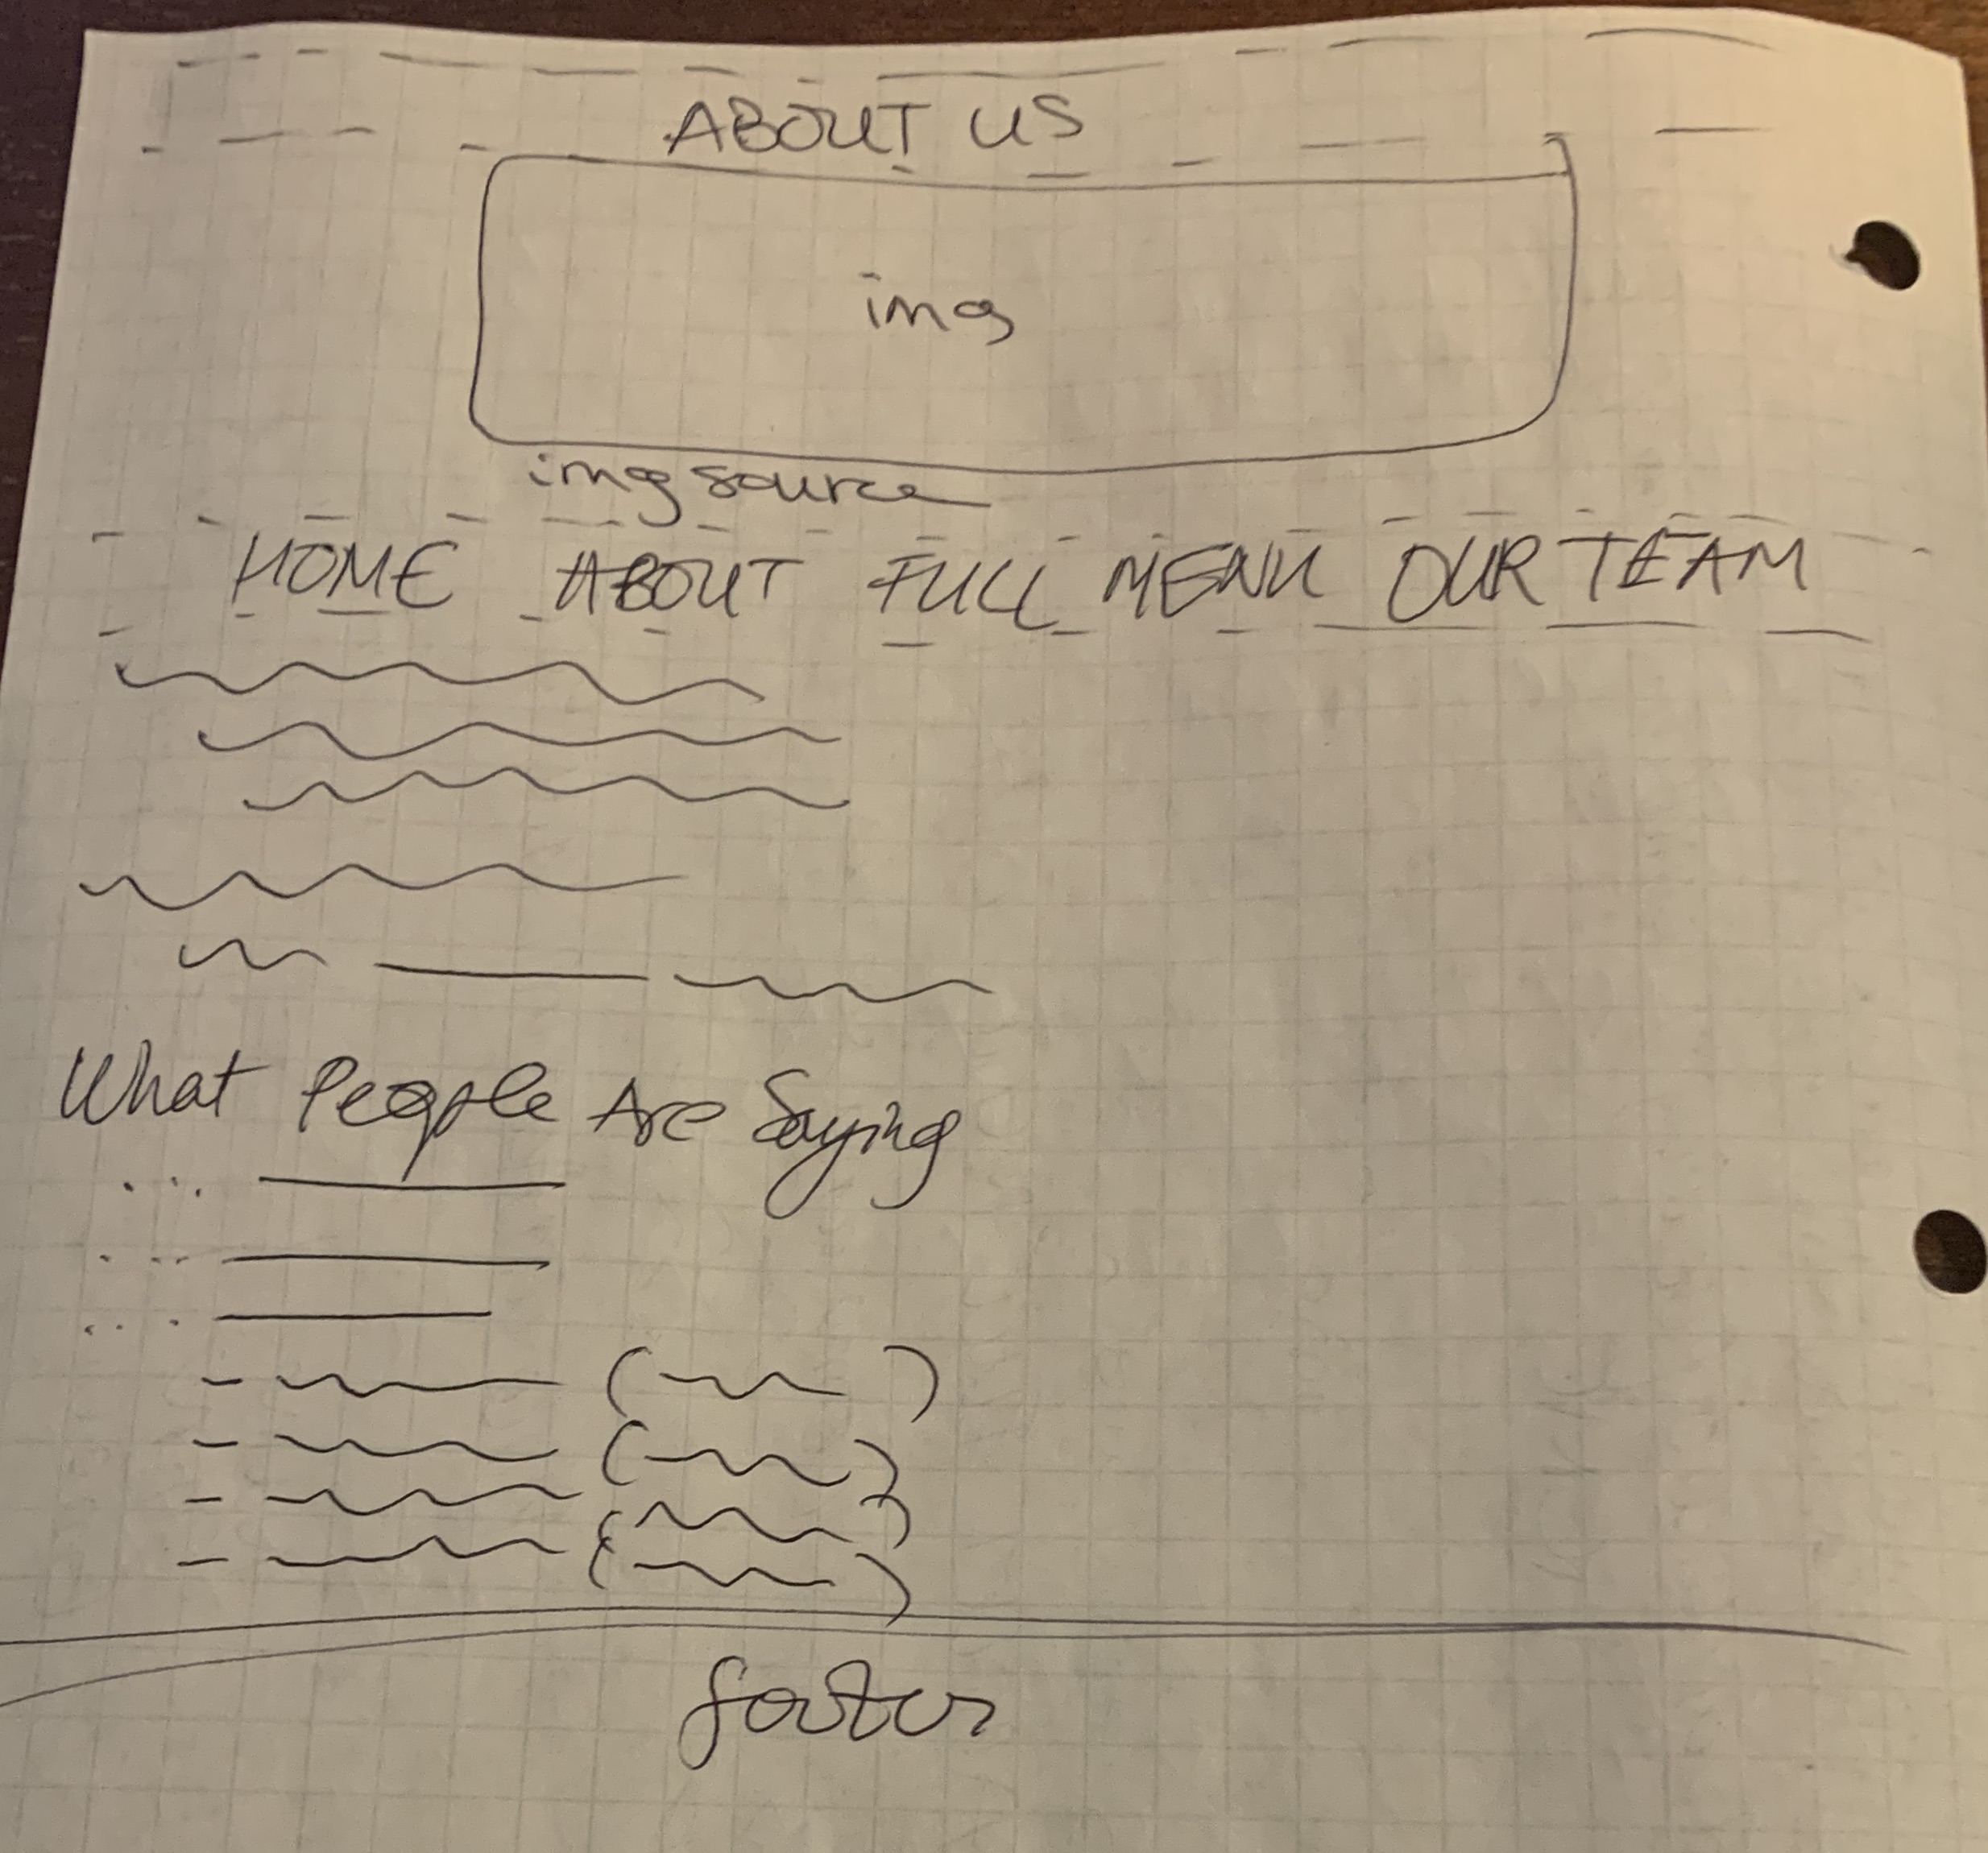 ABOUT US
img
img source
HOME ABOUT FULL MENU OUR TEAM
What People Are Saying
footer